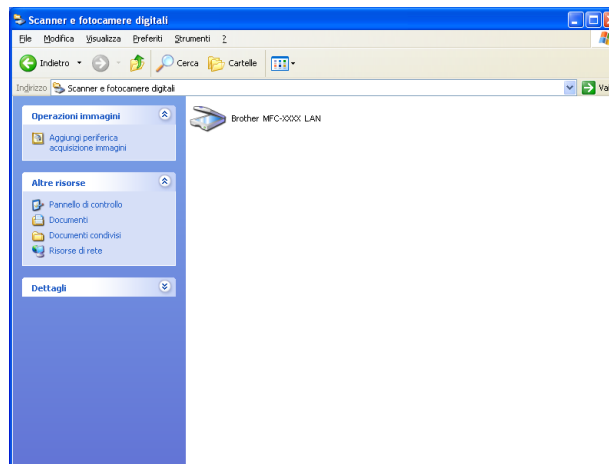 Scanner e fotocamere digitali
File Modifica Visualizza Preferiti Strumenti ?
Indietro Cerca Cartelle
Indirizzo Scanner e fotocamere digitali Vai
Operazioni immagini
Aggiungi periferica
acquisizione immagini
Altre risorse
Pannello di controllo
Documenti
Documenti condivisi
Risorse di rete
Dettagli
Brother MFC-XXXX LAN